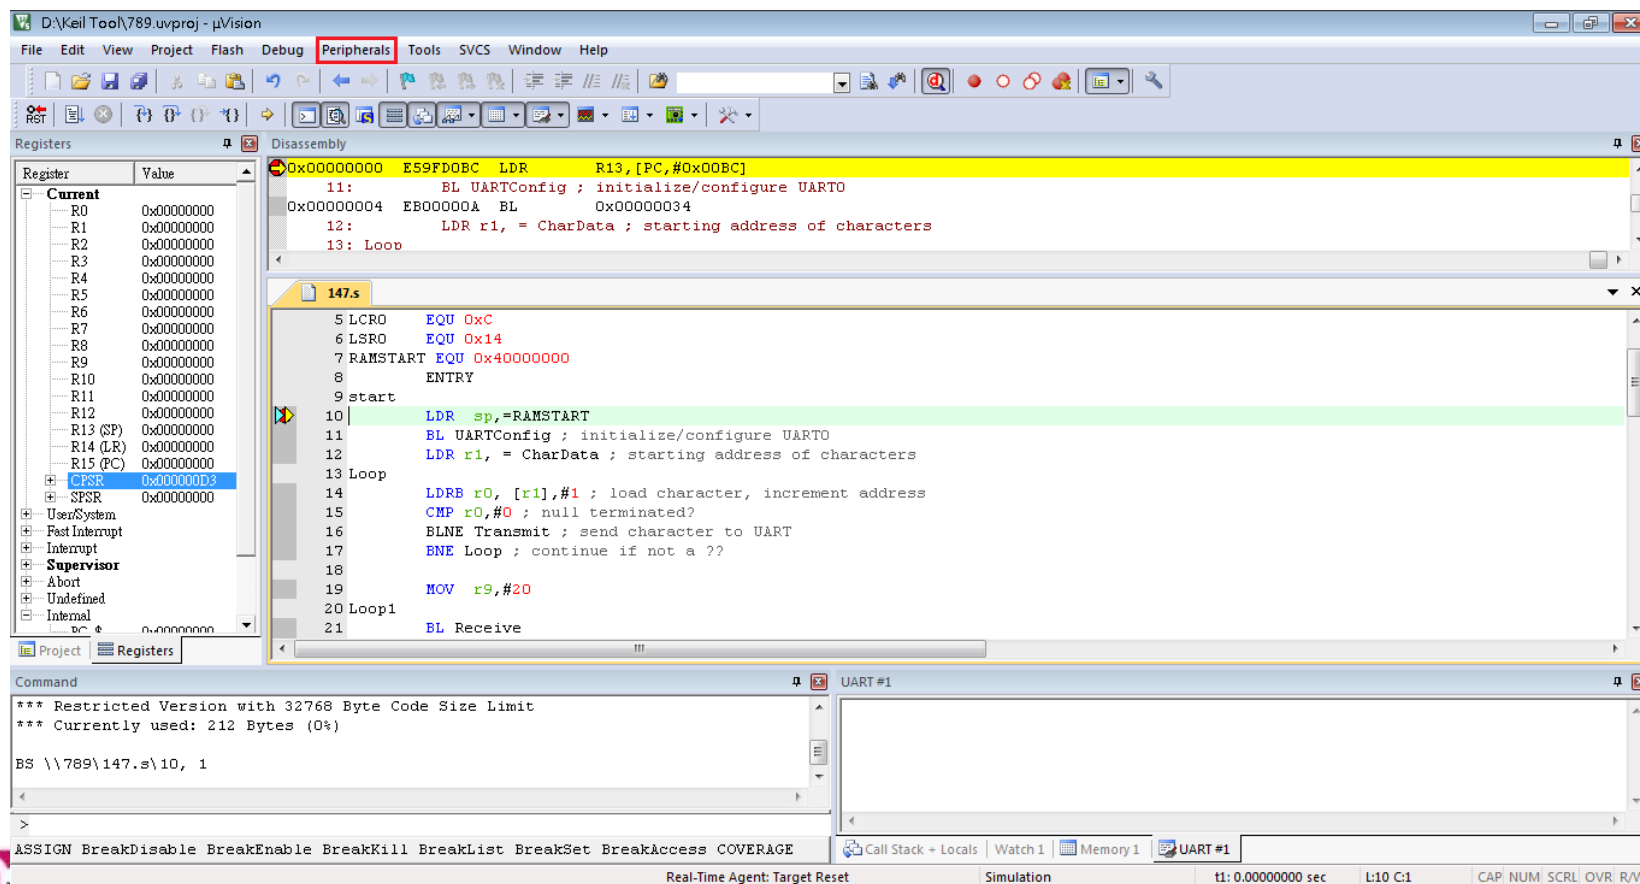 D:\Keil Tool\789.uvproj - µVision
File Edit View Project Flash Debug Peripherals Tools SVCS Window Help
RST
Registers
Register Value
Current
R0 0x00000000
R1 0x00000000
R2 0x00000000
R3 0x00000000
R4 0x00000000
R5 0x00000000
R6 0x00000000
R7 0x00000000
R8 0x00000000
R9 0x00000000
R10 0x00000000
R11 0x00000000
R12 0x00000000
R13 (SP) 0x00000000
R14 (LR) 0x00000000
R15 (PC) 0x00000000
CPSR 0x000000D3
SPSR 0x00000000
User/System
Fast Interrupt
Interrupt
Supervisor
Abort
Undefined
Internal
PC $ 0x00000000
Project Registers
Disassembly
0x00000000 E59FD0BC LDR R13,[PC,#0x00BC]
11: BL UARTConfig ; initialize/configure UART0
0x00000004 EB00000A BL 0x00000034
12: LDR r1, = CharData ; starting address of characters
13: Loop
147.s
5 LCR0 EQU 0xC
6 LSR0 EQU 0x14
7 RAMSTART EQU 0x40000000
8 ENTRY
9 start
10 LDR sp,=RAMSTART
11 BL UARTConfig ; initialize/configure UART0
12 LDR r1, = CharData ; starting address of characters
13 Loop
14 LDRB r0, [r1],#1 ; load character, increment address
15 CMP r0,#0 ; null terminated?
16 BLNE Transmit ; send character to UART
17 BNE Loop ; continue if not a ??
18
19 MOV r9,#20
20 Loop1
21 BL Receive
Command
*** Restricted Version with 32768 Byte Code Size Limit
*** Currently used: 212 Bytes (0%)
BS \\789\147.s\10, 1
>
ASSIGN BreakDisable BreakEnable BreakKill BreakList BreakSet BreakAccess COVERAGE
UART #1
Call Stack + Locals Watch 1 Memory 1 UART #1
Real-Time Agent: Target Reset Simulation t1: 0.00000000 sec L:10 C:1 CAP NUM SCRL OVR R/W